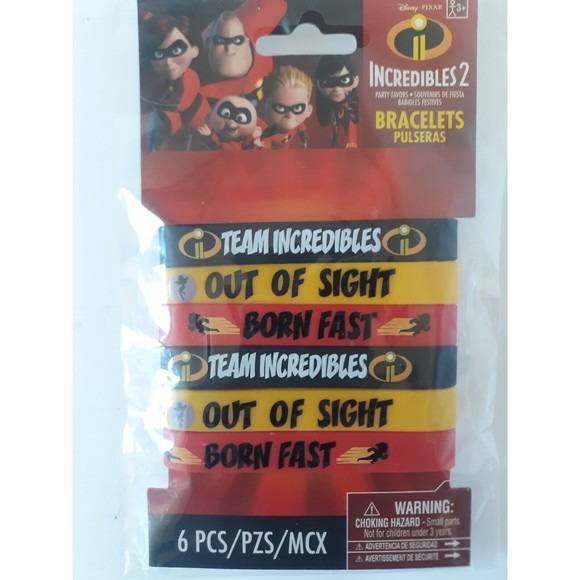 Disney PIXAR
3+
INCREDIBLES 2
PARTY FAVORS • SOUVENIRS DE FIESTA
BABIOLES FESTIVES
BRACELETS
PULSERAS
TEAM INCREDIBLES
OUT OF SIGHT
BORN FAST
TEAM INCREDIBLES
OUT OF SIGHT
BORN FAST
6 PCS/PZS/MCX
WARNING:
CHOKING HAZARD - Small parts
Not for children under 3 years.
ADVERTENCIA DE SEGURIDAD
AVERTISSEMENT DE SÉCURITÉ